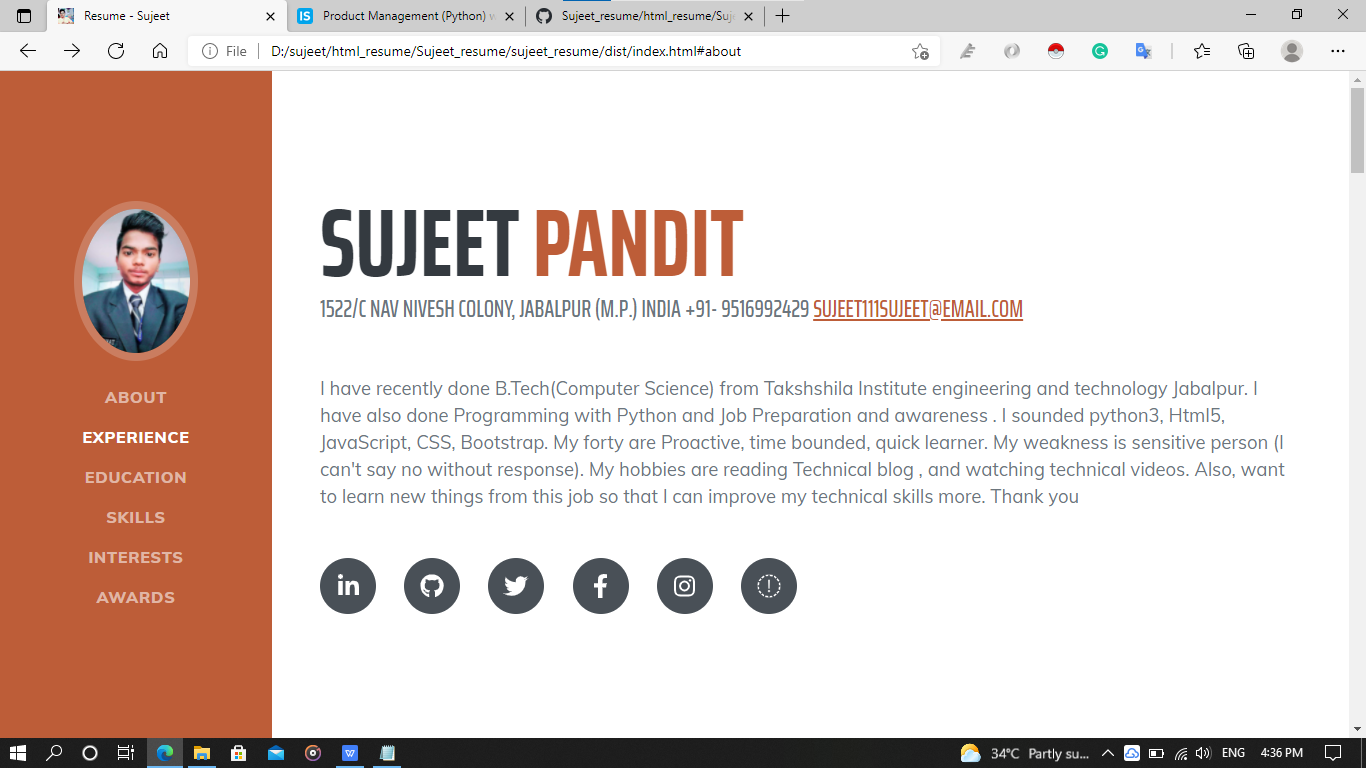 Resume - Sujeet
Product Management (Python) w
Sujeet_resume/html_resume/Suje
File
D:/sujeet/html_resume/Sujeet_resume/sujeet_resume/dist/index.html#about
ABOUT
EXPERIENCE
EDUCATION
SKILLS
INTERESTS
AWARDS
SUJEET PANDIT
1522/C NAV NIVESH COLONY, JABALPUR (M.P.) INDIA +91- 9516992429 SUJEET111SUJEET@EMAIL.COM
I have recently done B.Tech(Computer Science) from Takshshila Institute engineering and technology Jabalpur. I
have also done Programming with Python and Job Preparation and awareness . I sounded python3, Html5,
JavaScript, CSS, Bootstrap. My forty are Proactive, time bounded, quick learner. My weakness is sensitive person (I
can't say no without response). My hobbies are reading Technical blog , and watching technical videos. Also, want
to learn new things from this job so that I can improve my technical skills more. Thank you
34°C Partly su...
ENG
4:36 PM